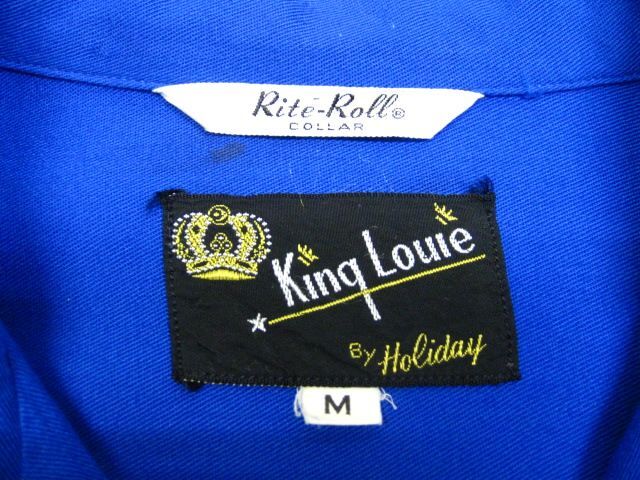 Rite-Roll®
COLLAR
King Louie
By Holiday
M